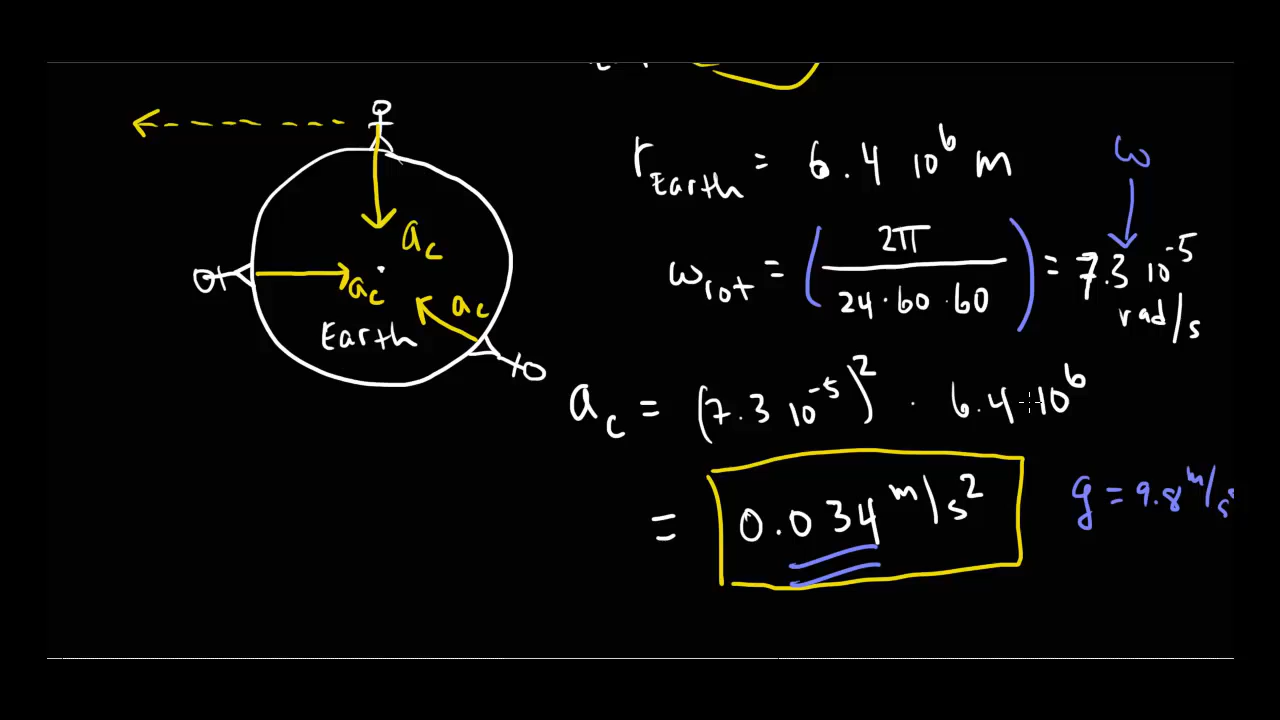 r_Earth = 6.4 10^6 m
ω
ω_rot = ( 2π / 24 · 60 · 60 ) = 7.3 10^-5 rad/s
a_c
a_c
a_c
Earth
a_c = (7.3 10^-5)^2 · 6.4 · 10^6
= 0.034 m/s^2
g = 9.8 m/s